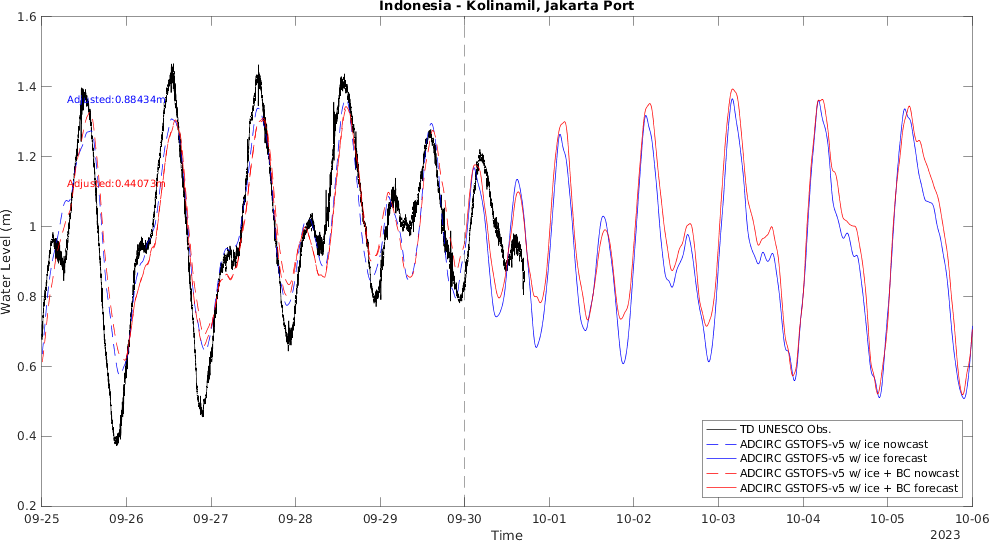 Indonesia - Kolinamil, Jakarta Port
1.6
1.4
1.2
1
0.8
0.6
0.4
0.2
Water Level (m)
Adjusted:0.88434m
Adjusted:0.44073m
TD UNESCO Obs.
ADCIRC GSTOFS-v5 w/ ice nowcast
ADCIRC GSTOFS-v5 w/ ice forecast
ADCIRC GSTOFS-v5 w/ ice + BC nowcast
ADCIRC GSTOFS-v5 w/ ice + BC forecast
09-25 09-26 09-27 09-28 09-29 09-30 10-01 10-02 10-03 10-04 10-05 10-06
Time
2023